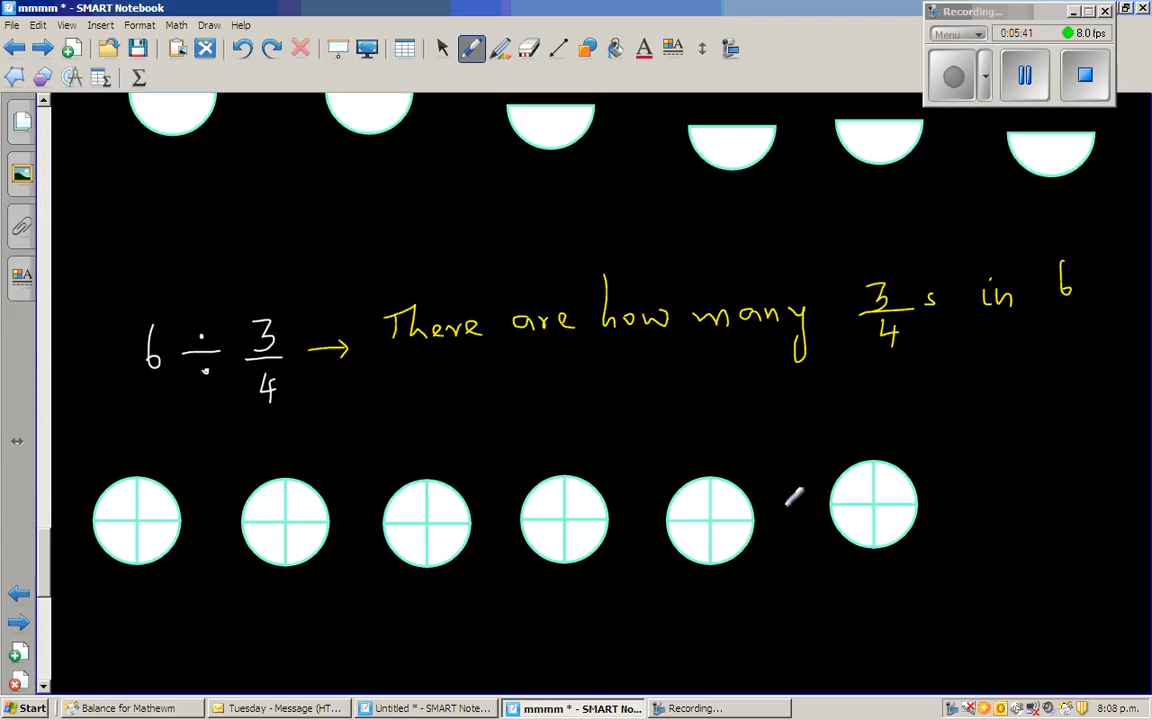 mmmm * - SMART Notebook
Recording...
File Edit View Insert Format Math Draw Help
Menu 0:05:41 8.0 fps
6 ÷ 3/4 → There are how many 3/4 s in 6
Start Balance for Mathewm Tuesday - Message (HT... Untitled * - SMART Note... mmmm * - SMART No... Recording... 8:08 p.m.